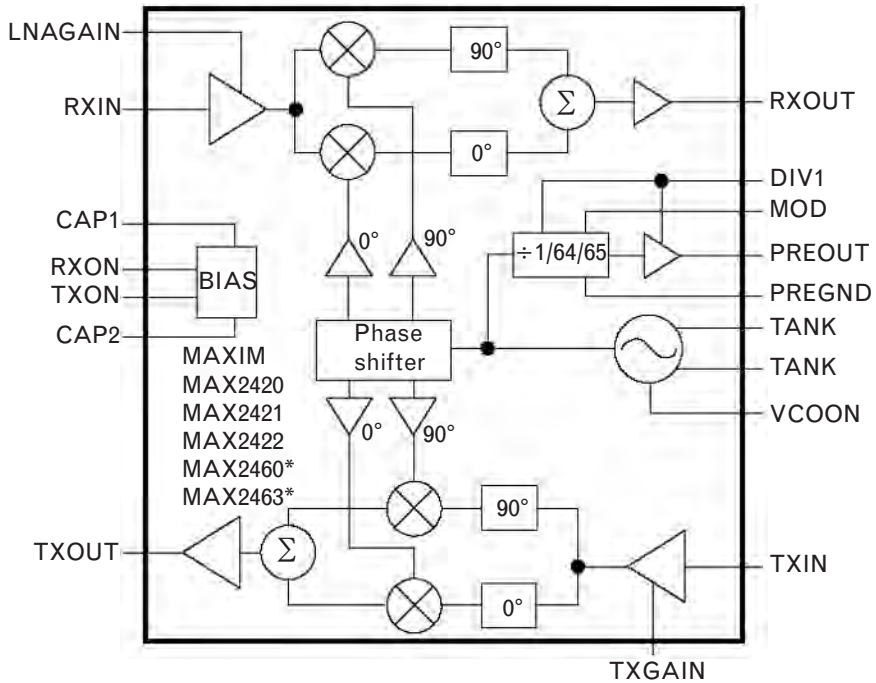 LNAGAIN
RXIN
90°
Σ
RXOUT
0°
DIV1
MOD
CAP1
0°
90°
÷1/64/65
PREOUT
RXON
BIAS
TXON
PREGND
CAP2
Phase
shifter
TANK
TANK
MAXIM
MAX2420
MAX2421
MAX2422
MAX2460*
MAX2463*
0°
90°
VCOON
90°
TXOUT
Σ
TXIN
0°
TXGAIN